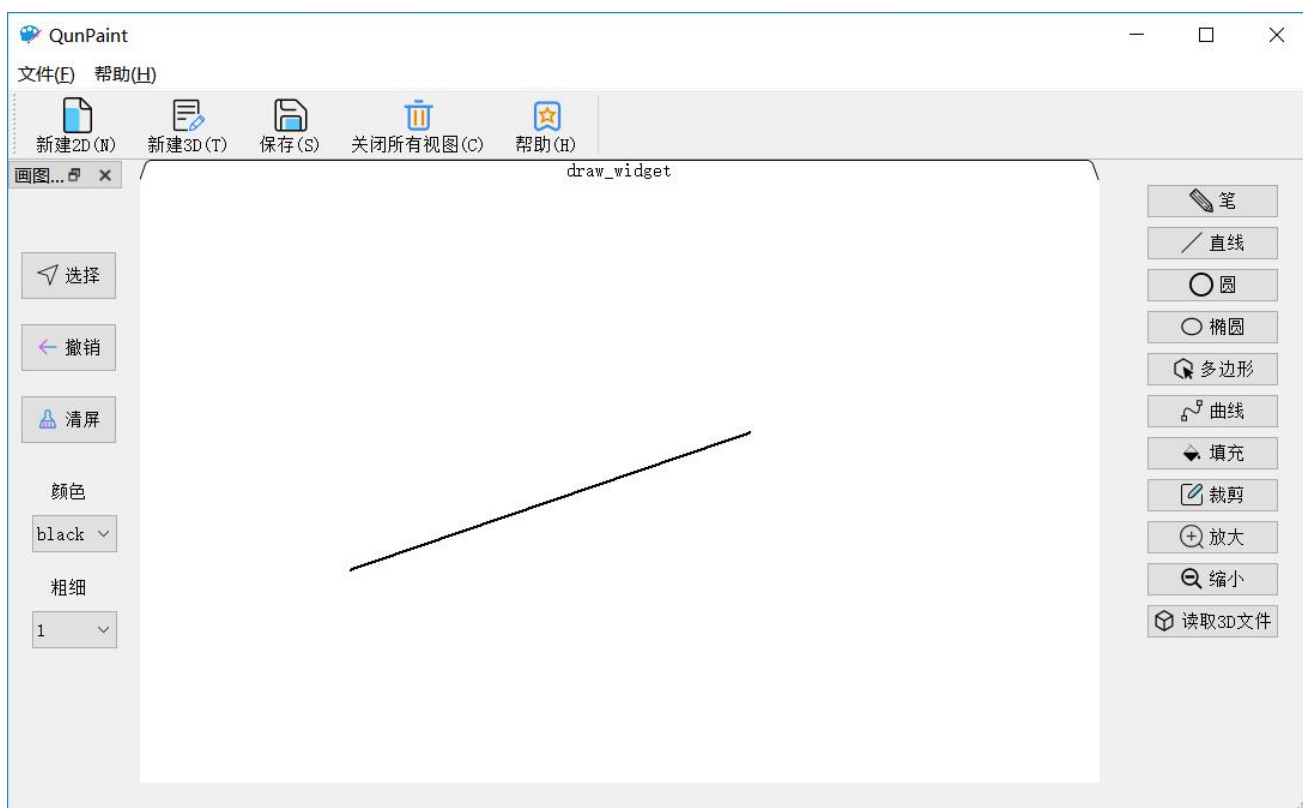 QunPaint
文件(F) 帮助(H)
新建2D(N) 新建3D(T) 保存(S) 关闭所有视图(C) 帮助(H)
画图...
draw_widget
选择
撤销
清屏
颜色
black
粗细
1
笔
直线
圆
椭圆
多边形
曲线
填充
裁剪
放大
缩小
读取3D文件